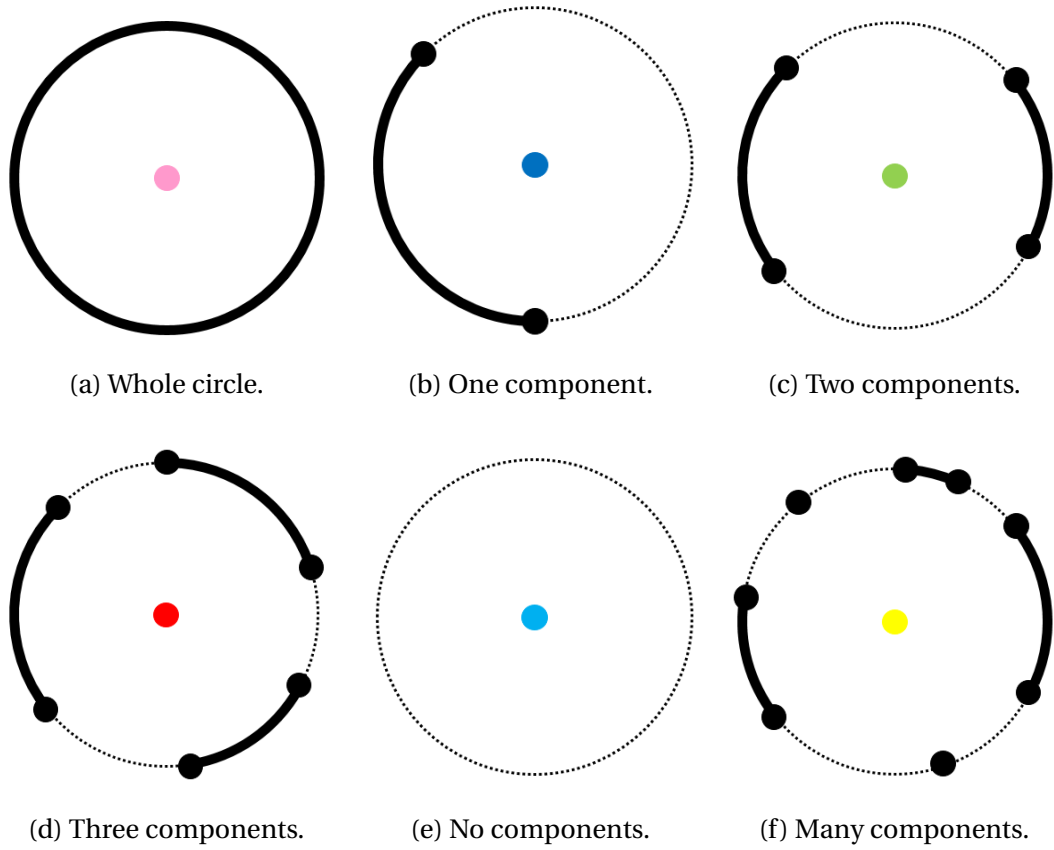 (a) Whole circle.
(b) One component.
(c) Two components.
(d) Three components.
(e) No components.
(f) Many components.